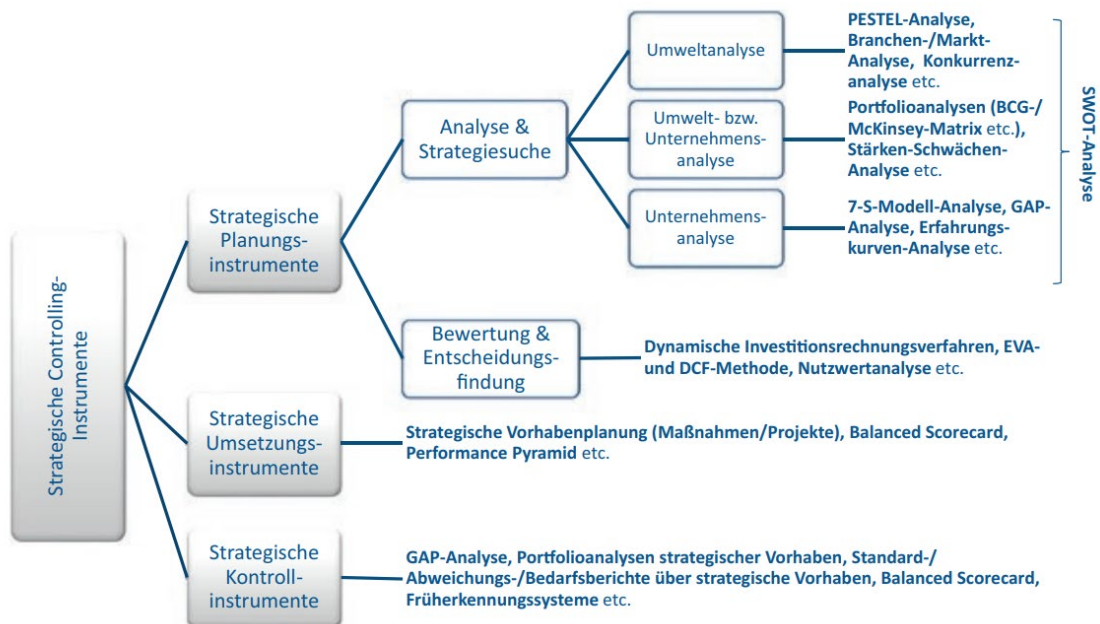 Strategische Controlling-
Instrumente
Strategische
Planungs-
instrumente
Analyse &
Strategiesuche
Umweltanalyse
PESTEL-Analyse,
Branchen-/Markt-
Analyse, Konkurrenz-
analyse etc.
Umwelt- bzw.
Unternehmens-
analyse
Portfolioanalysen (BCG-/
McKinsey-Matrix etc.),
Stärken-Schwächen-
Analyse etc.
Unternehmens-
analyse
7-S-Modell-Analyse, GAP-
Analyse, Erfahrungs-
kurven-Analyse etc.
SWOT-Analyse
Bewertung &
Entscheidungs-
findung
Dynamische Investitionsrechnungsverfahren, EVA-
und DCF-Methode, Nutzwertanalyse etc.
Strategische
Umsetzungs-
instrumente
Strategische Vorhabenplanung (Maßnahmen/Projekte), Balanced Scorecard,
Performance Pyramid etc.
Strategische
Kontroll-
instrumente
GAP-Analyse, Portfolioanalysen strategischer Vorhaben, Standard-/
Abweichungs-/Bedarfsberichte über strategische Vorhaben, Balanced Scorecard,
Früherkennungssysteme etc.